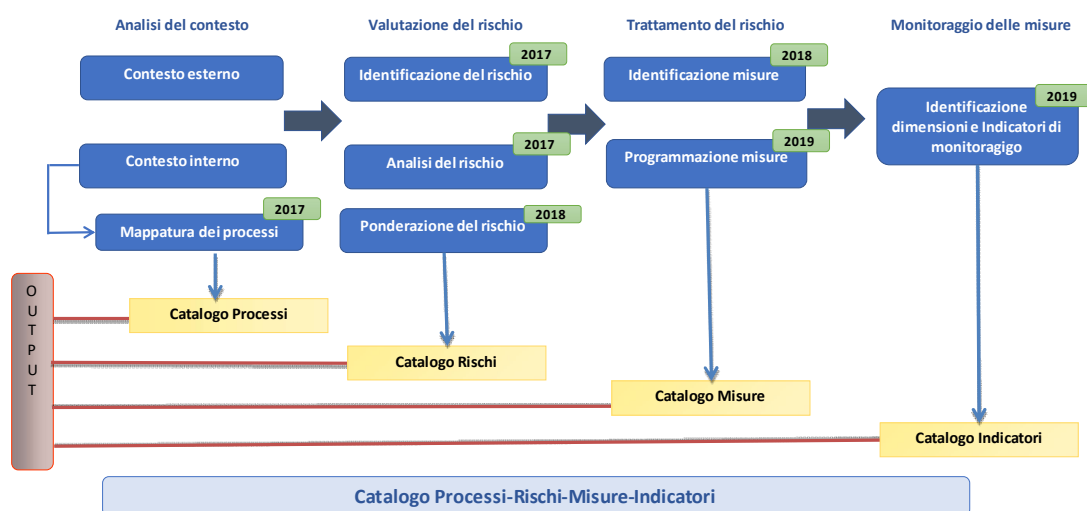 Analisi del contesto
Valutazione del rischio
Trattamento del rischio
Monitoraggio delle misure
Contesto esterno
2017
Identificazione del rischio
2018
Identificazione misure
2019
Identificazione
dimensioni e Indicatori di
monitoragigo
Contesto interno
2017
Analisi del rischio
2019
Programmazione misure
2017
Mappatura dei processi
2018
Ponderazione del rischio
OUTPUT
Catalogo Processi
Catalogo Rischi
Catalogo Misure
Catalogo Indicatori
Catalogo Processi-Rischi-Misure-Indicatori